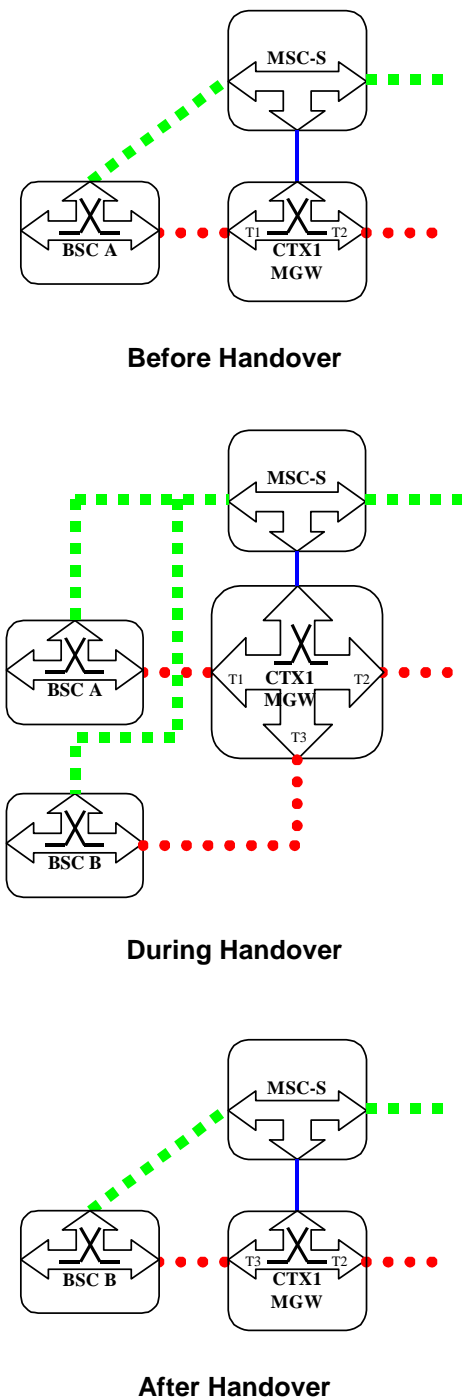 MSC-S
BSC A
T1
T2
CTX1
MGW
Before Handover
MSC-S
BSC A
T1
CTX1
T2
MGW
T3
BSC B
During Handover
MSC-S
BSC B
T3
T2
CTX1
MGW
After Handover